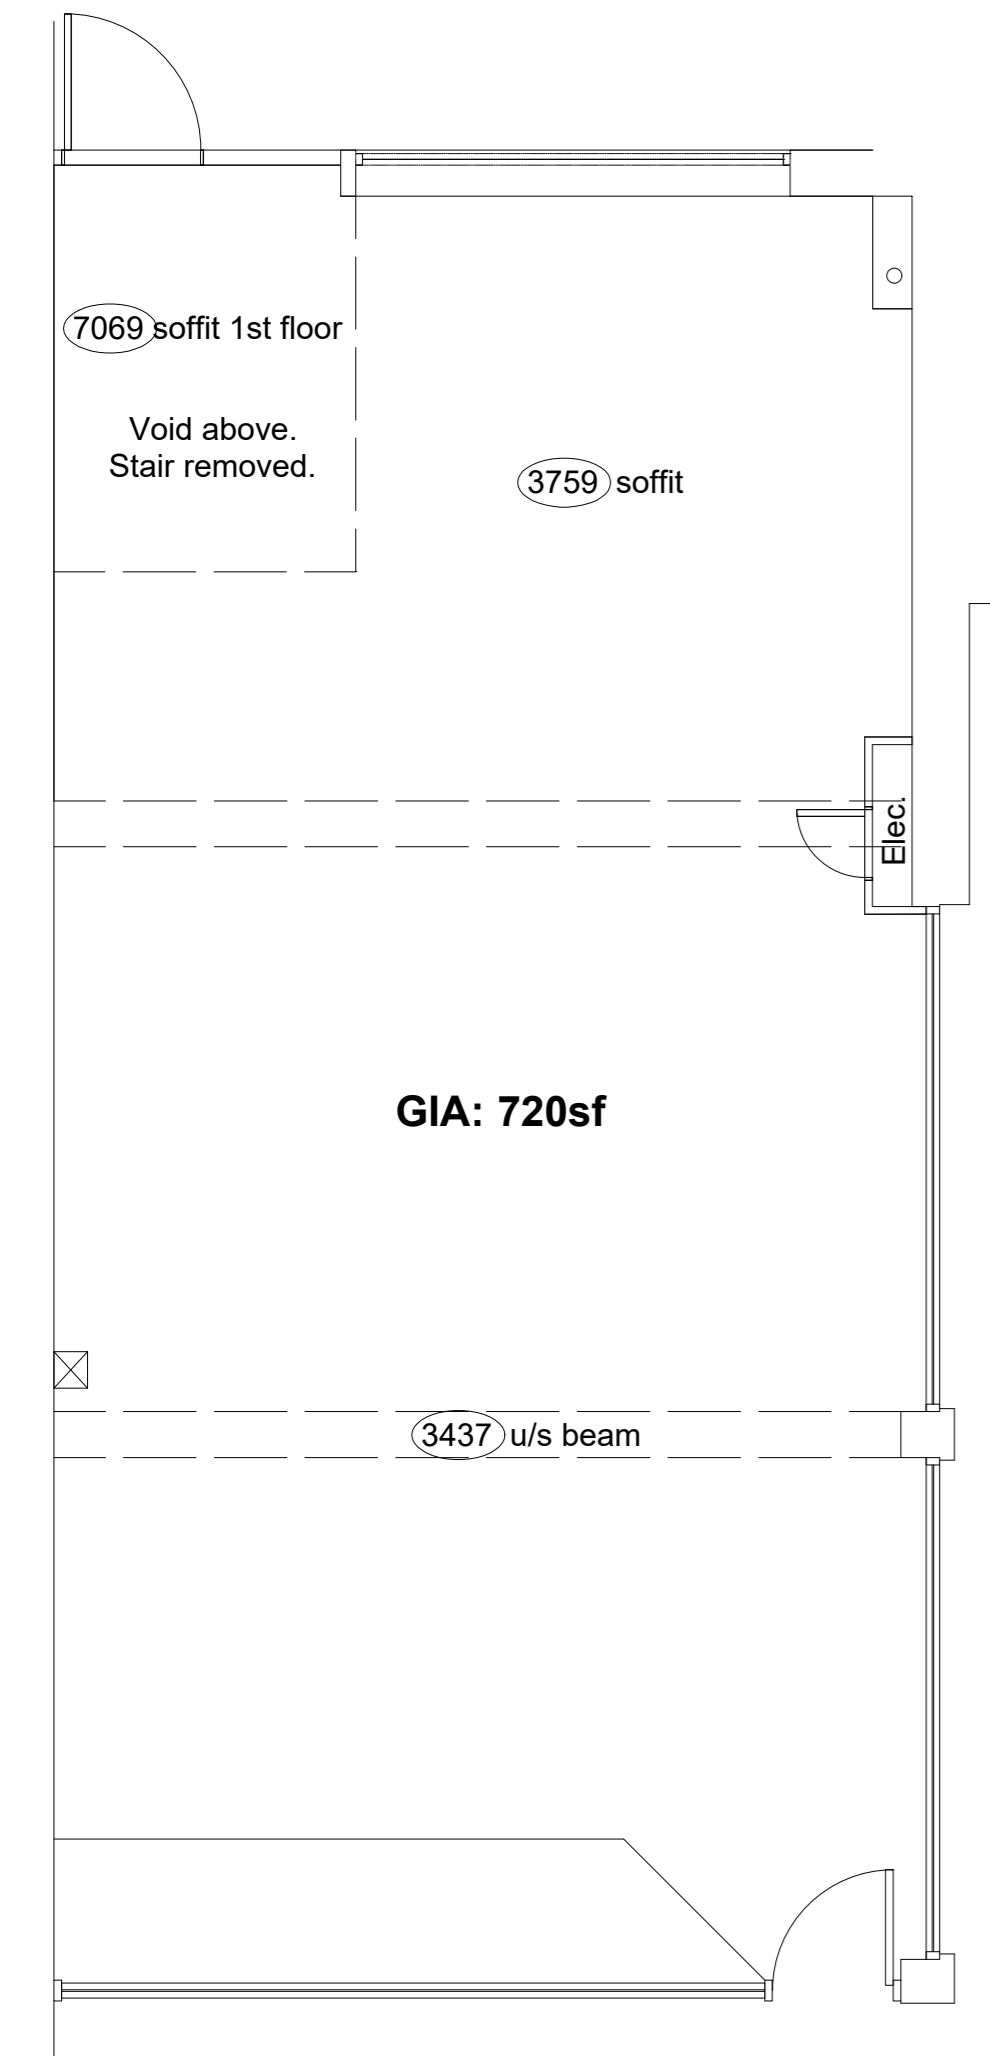 7069 soffit 1st floor
Void above.
Stair removed.
3759 soffit
Elec.
GIA: 720sf
3437 u/s beam